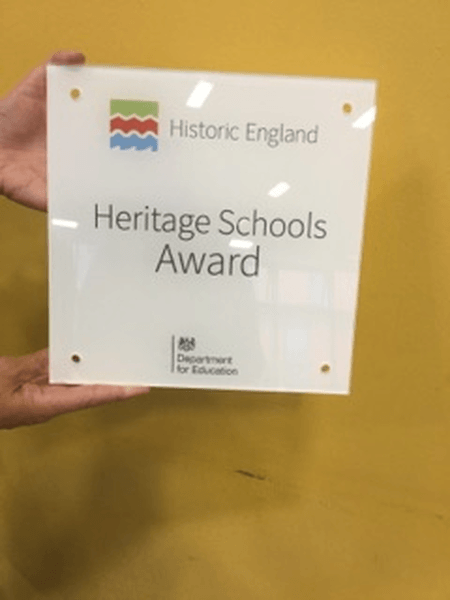 Historic England
Heritage Schools
Award
Department
for Education